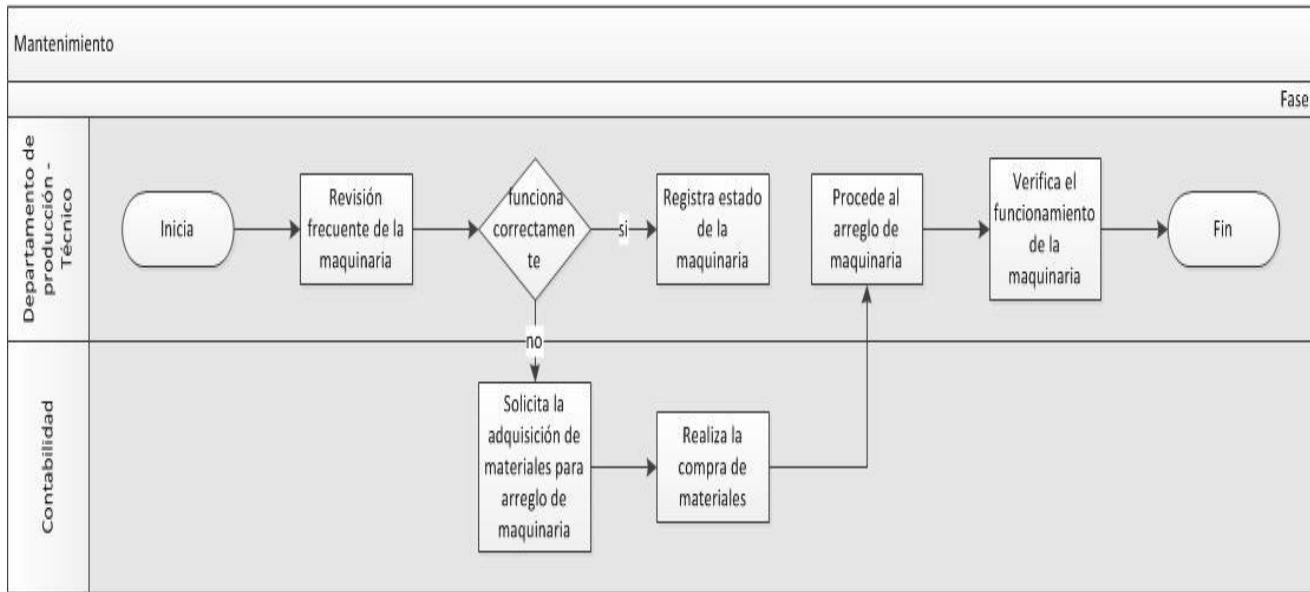 Mantenimiento
Fase
Departamento de
producción -
Técnico
Inicia
Revisión
frecuente de la
maquinaria
funciona
correctamen
te
si
Registra estado
de la
maquinaria
Procede al
arreglo de
maquinaria
Verifica el
funcionamiento
de la
maquinaria
Fin
no
Contabilidad
Solicita la
adquisición de
materiales para
arreglo de
maquinaria
Realiza la
compra de
materiales